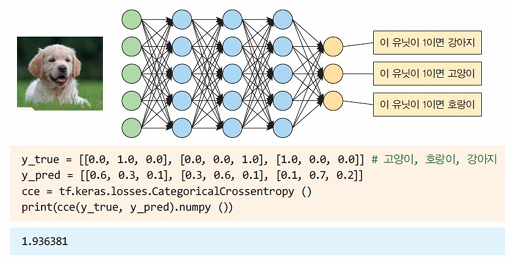 이 유닛이 1이면 강아지
이 유닛이 1이면 고양이
이 유닛이 1이면 호랑이
y_true = [[0.0, 1.0, 0.0], [0.0, 0.0, 1.0], [1.0, 0.0, 0.0]] # 고양이, 호랑이, 강아지
y_pred = [[0.6, 0.3, 0.1], [0.3, 0.6, 0.1], [0.1, 0.7, 0.2]]
cce = tf.keras.losses.CategoricalCrossentropy ()
print(cce(y_true, y_pred).numpy ())
1.936381